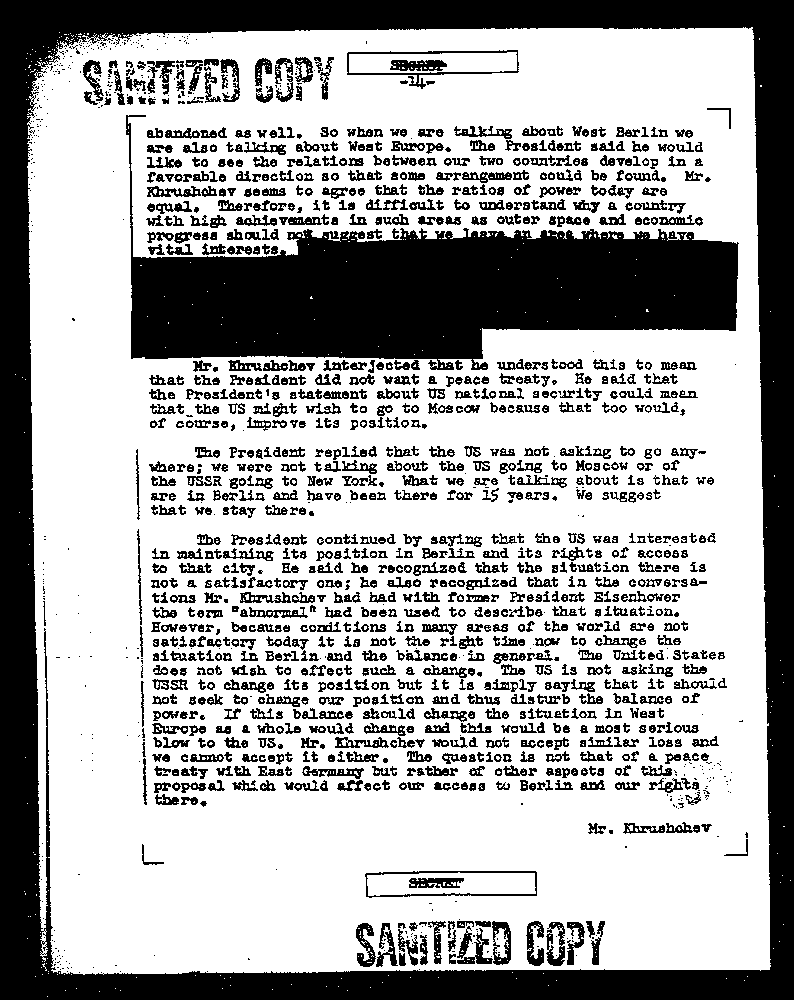 SANITIZED COPY
SECRET
-14-
abandoned as well. So when we are talking about West Berlin we
are also talking about West Europe. The President said he would
like to see the relations between our two countries develop in a
favorable direction so that some arrangement could be found. Mr.
Khrushchev seems to agree that the ratios of power today are
equal. Therefore, it is difficult to understand why a country
with high achievements in such areas as outer space and economic
progress should not suggest that we leave an area where we have
vital interests.
Mr. Khrushchev interjected that he understood this to mean
that the President did not want a peace treaty. He said that
the President's statement about US national security could mean
that the US might wish to go to Moscow because that too would,
of course, improve its position.
The President replied that the US was not asking to go any-
where; we were not talking about the US going to Moscow or of
the USSR going to New York. What we are talking about is that we
are in Berlin and have been there for 15 years. We suggest
that we stay there.
The President continued by saying that the US was interested
in maintaining its position in Berlin and its rights of access
to that city. He said he recognized that the situation there is
not a satisfactory one; he also recognized that in the conversa-
tions Mr. Khrushchev had had with former President Eisenhower
the term "abnormal" had been used to describe that situation.
However, because conditions in many areas of the world are not
satisfactory today it is not the right time now to change the
situation in Berlin and the balance in general. The United States
does not wish to effect such a change. The US is not asking the
USSR to change its position but it is simply saying that it should
not seek to change our position and thus disturb the balance of
power. If this balance should change the situation in West
Europe as a whole would change and this would be a most serious
blow to the US. Mr. Khrushchev would not accept similar loss and
we cannot accept it either. The question is not that of a peace
treaty with East Germany but rather of other aspects of this
proposal which would affect our access to Berlin and our rights
there.
Mr. Khrushchev
SECRET
SANITIZED COPY